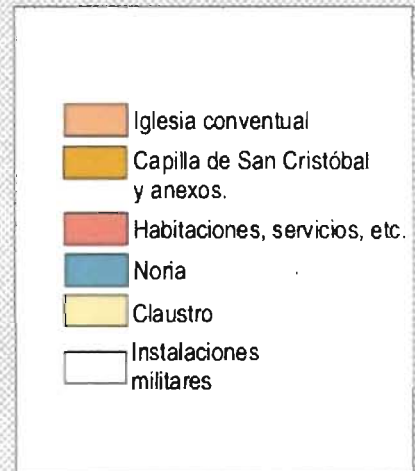 Iglesia conventual
Capilla de San Cristóbal
y anexos.
Habitaciones, servicios, etc.
Noria
Claustro
Instalaciones
militares